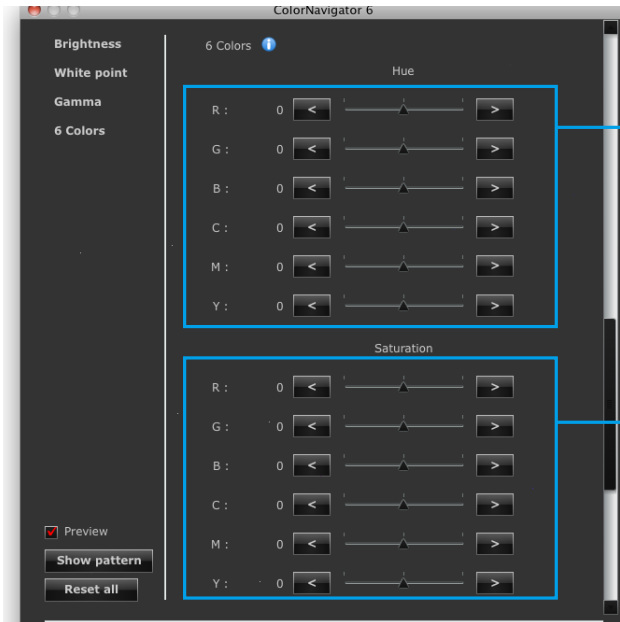 ColorNavigator 6
Brightness
White point
Gamma
6 Colors
6 Colors i
Hue
R : 0 < >
G : 0 < >
B : 0 < >
C : 0 < >
M : 0 < >
Y : 0 < >
Saturation
R : 0 < >
G : 0 < >
B : 0 < >
C : 0 < >
M : 0 < >
Y : 0 < >
Preview
Show pattern
Reset all